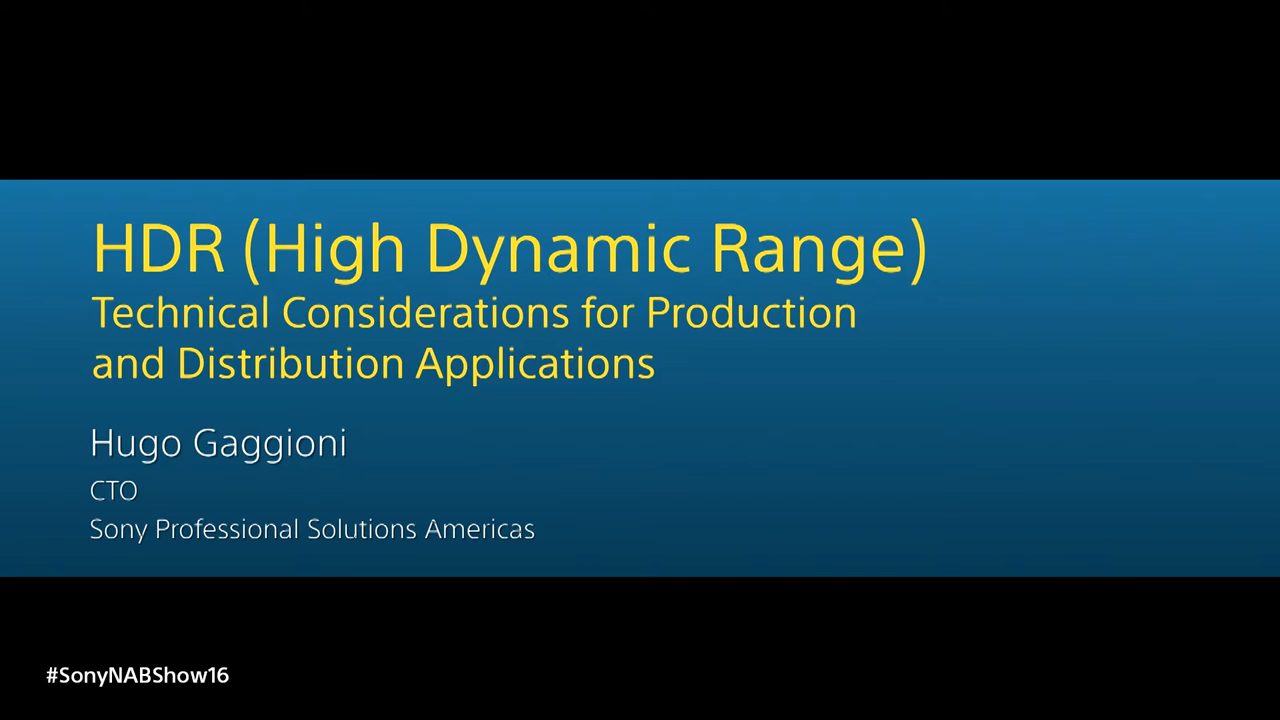 HDR (High Dynamic Range)
Technical Considerations for Production
and Distribution Applications
Hugo Gaggioni
CTO
Sony Professional Solutions Americas
#SonyNABShow16